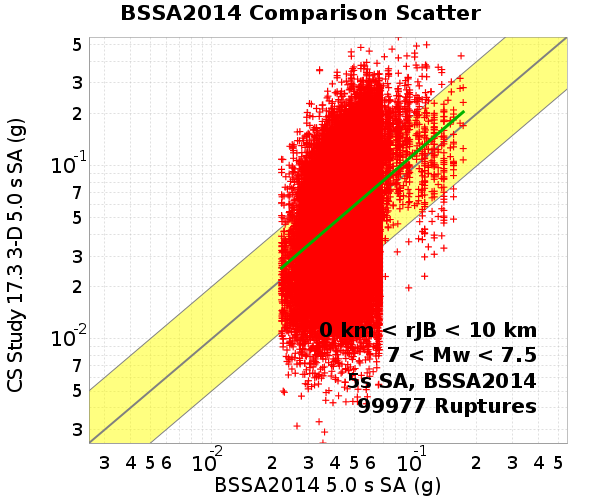 BSSA2014 Comparison Scatter
CS Study 17.3 3-D 5.0 s SA (g)
5
3
2
10^-1
7
5
3
2
10^-2
7
5
3
0 km < rJB < 10 km
7 < Mw < 7.5
5s SA, BSSA2014
99977 Ruptures
3 4 5 6 10^-2 2 3 4 5 6 10^-1 2 3 4 5
BSSA2014 5.0 s SA (g)